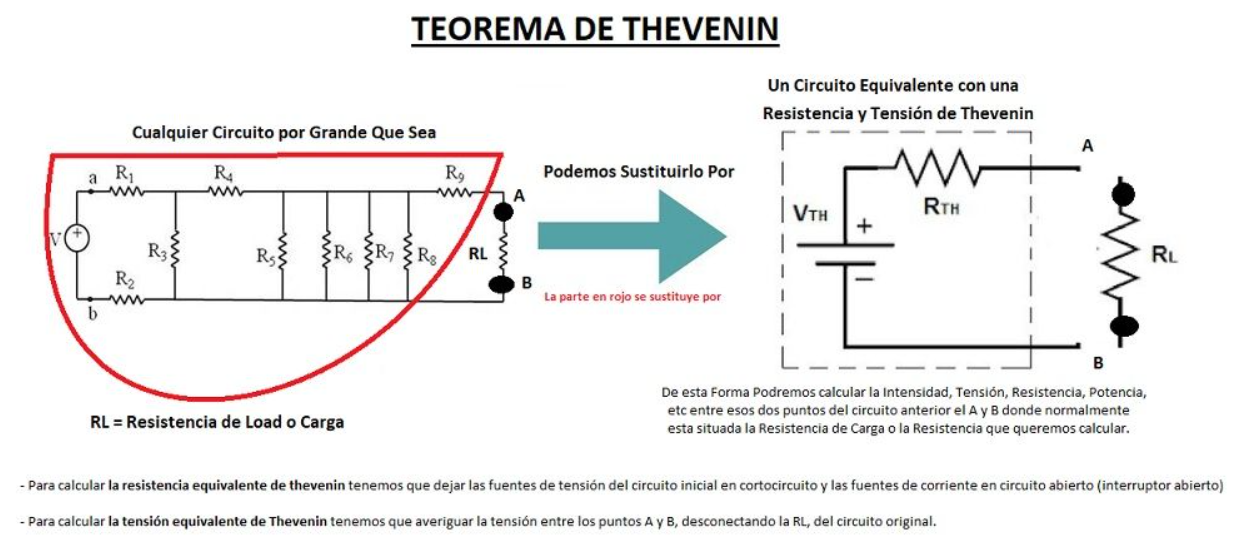 TEOREMA DE THEVENIN
Cualquier Circuito por Grande Que Sea
a
R1
R4
R9
A
V
+
R3
R5
R6
R7
R8
RL
R2
B
b
RL = Resistencia de Load o Carga
Podemos Sustituirlo Por
La parte en rojo se sustituye por
Un Circuito Equivalente con una
Resistencia y Tensión de Thevenin
A
VTH
+
RTH
RL
−
B
De esta Forma Podremos calcular la Intensidad, Tensión, Resistencia, Potencia,
etc entre esos dos puntos del circuito anterior el A y B donde normalmente
esta situada la Resistencia de Carga o la Resistencia que queremos calcular.
- Para calcular la resistencia equivalente de thevenin tenemos que dejar las fuentes de tensión del circuito inicial en cortocircuito y las fuentes de corriente en circuito abierto (interruptor abierto)
- Para calcular la tensión equivalente de Thevenin tenemos que averiguar la tensión entre los puntos A y B, desconectando la RL, del circuito original.